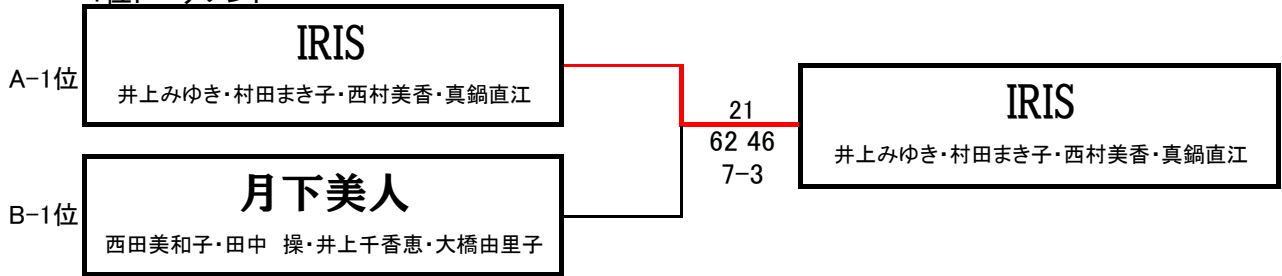 A-1位
IRIS
井上みゆき・村田まき子・西村美香・真鍋直江
B-1位
月下美人
西田美和子・田中　操・井上千香恵・大橋由里子
21
62 46
7-3
IRIS
井上みゆき・村田まき子・西村美香・真鍋直江